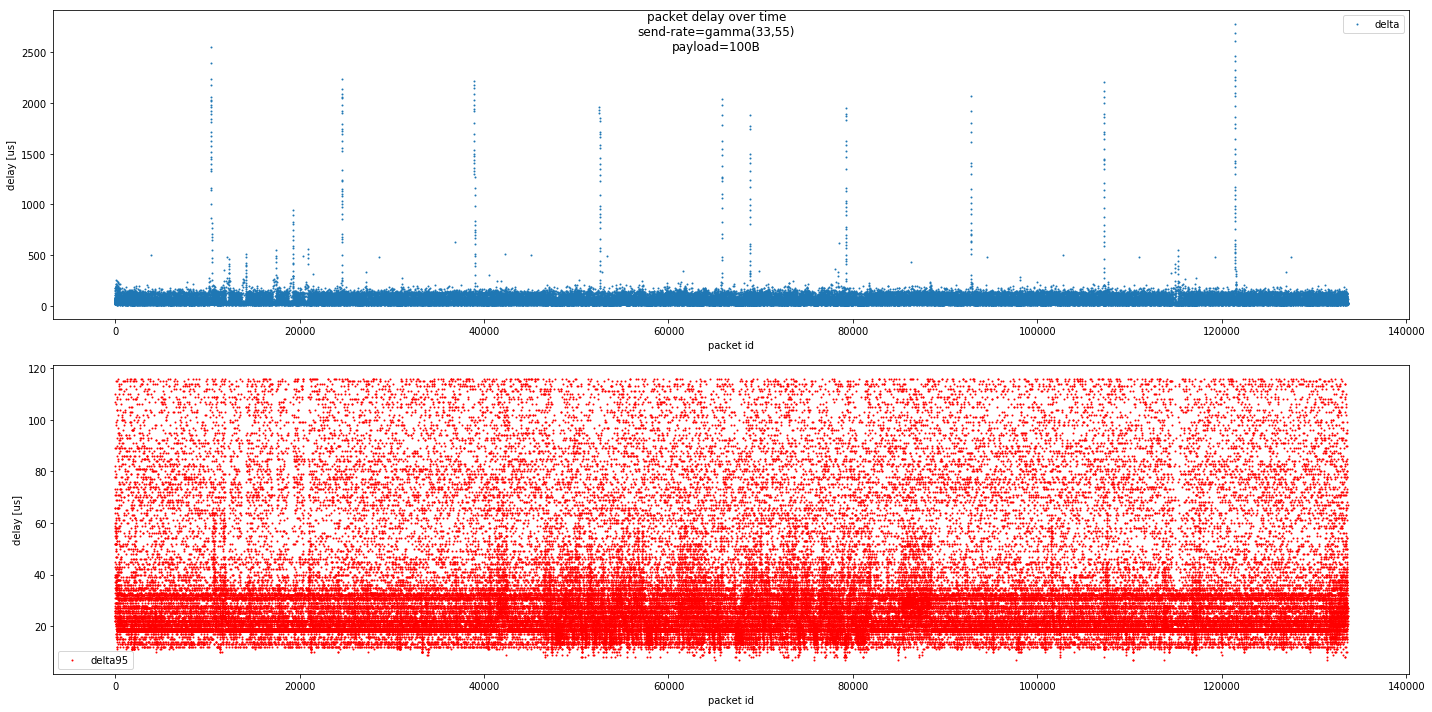 packet delay over time
send-rate=gamma(33,55)
payload=100B
delta
delay [us]
2500
2000
1500
1000
500
0
0 20000 40000 60000 80000 100000 120000 140000
packet id
delay [us]
120
100
80
60
40
20
delta95
0 20000 40000 60000 80000 100000 120000 140000
packet id